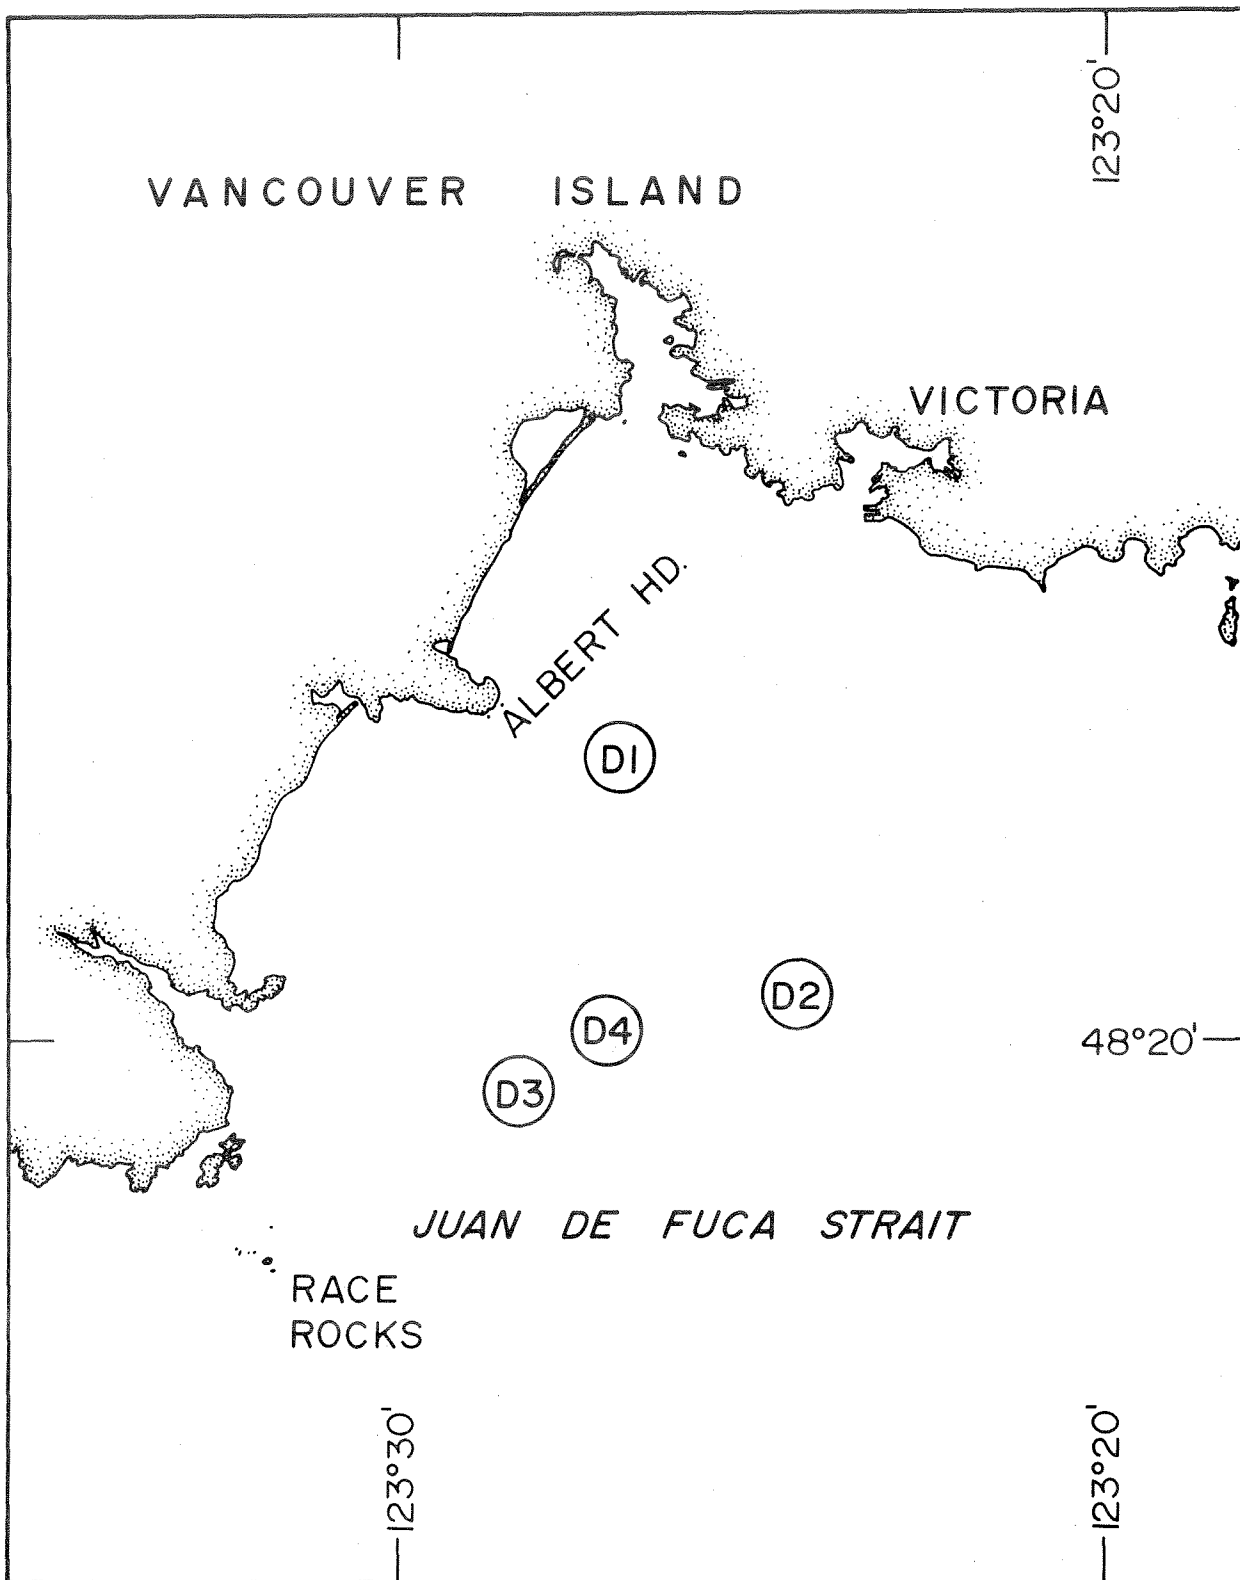 123°20'
VANCOUVER ISLAND
VICTORIA
ALBERT HD.
D1
D2
D4
48°20'
D3
JUAN DE FUCA STRAIT
RACE
ROCKS
123°30'
123°20'